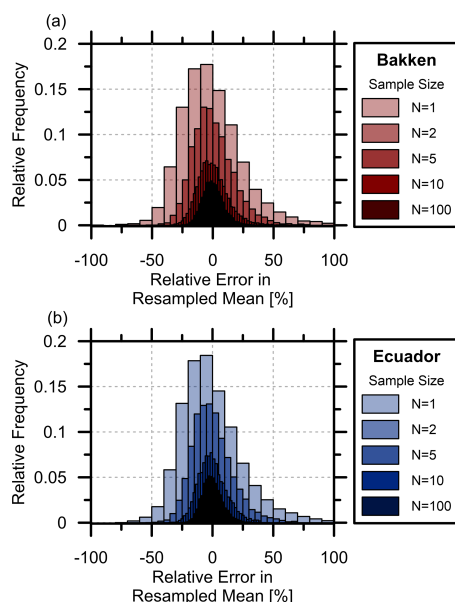 (a)
0.2
0.15
0.1
0.05
0
Relative Frequency
-100 -50 0 50 100
Relative Error in
Resampled Mean [%]
Bakken
Sample Size
N=1
N=2
N=5
N=10
N=100
(b)
0.2
0.15
0.1
0.05
0
Relative Frequency
-100 -50 0 50 100
Relative Error in
Resampled Mean [%]
Ecuador
Sample Size
N=1
N=2
N=5
N=10
N=100